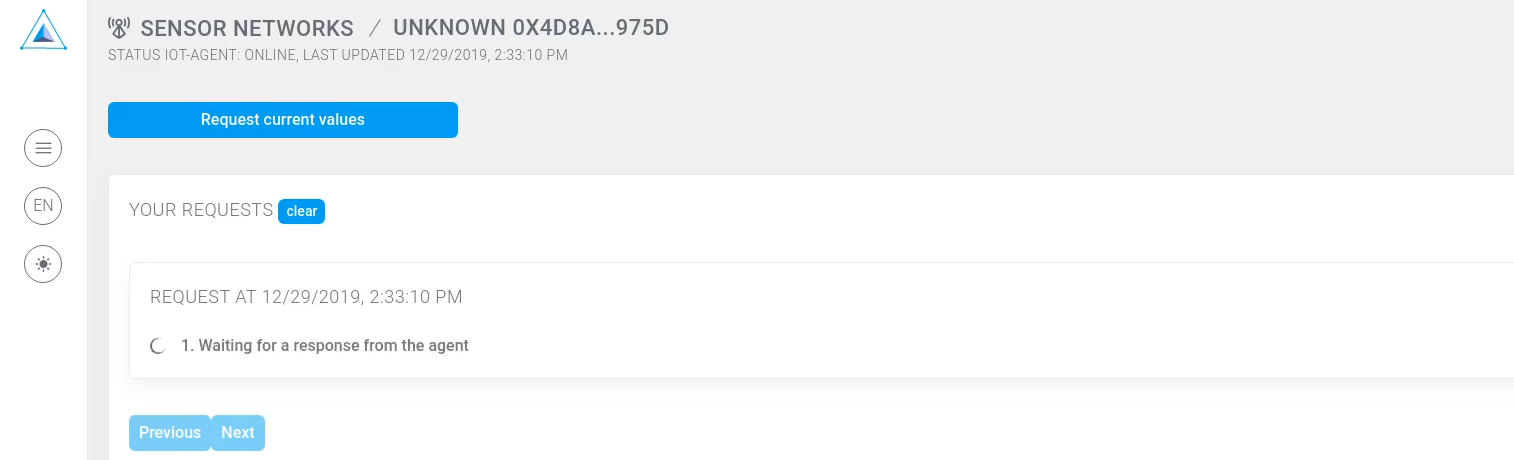 SENSOR NETWORKS / UNKNOWN 0X4D8A...975D
STATUS IOT-AGENT: ONLINE, LAST UPDATED 12/29/2019, 2:33:10 PM
Request current values
EN
YOUR REQUESTS clear
REQUEST AT 12/29/2019, 2:33:10 PM
1. Waiting for a response from the agent
Previous Next